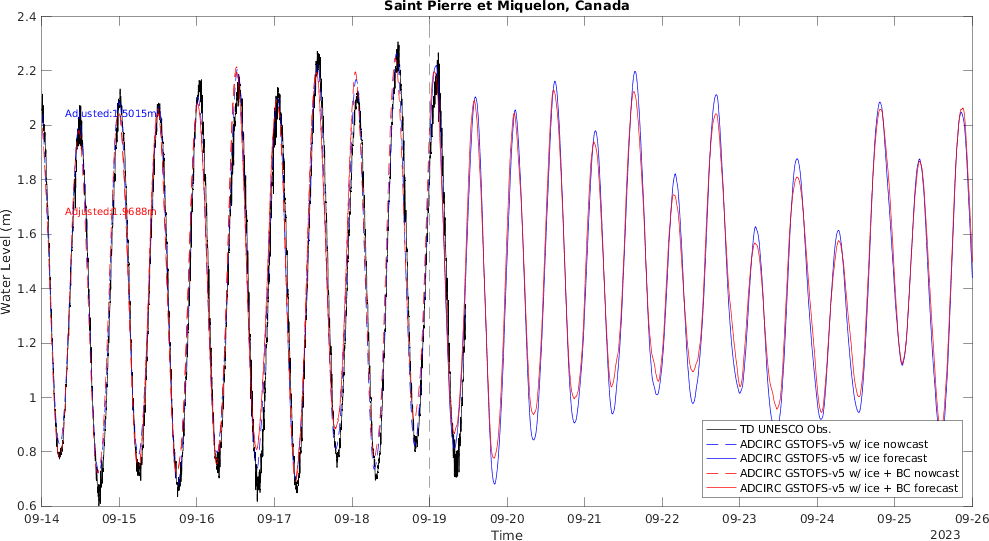 Saint Pierre et Miquelon, Canada
2.4
2.2
2
1.8
1.6
1.4
1.2
1
0.8
0.6
Water Level (m)
Adjusted:1.5015m
Adjusted:1.9688m
TD UNESCO Obs.
ADCIRC GSTOFS-v5 w/ ice nowcast
ADCIRC GSTOFS-v5 w/ ice forecast
ADCIRC GSTOFS-v5 w/ ice + BC nowcast
ADCIRC GSTOFS-v5 w/ ice + BC forecast
09-14 09-15 09-16 09-17 09-18 09-19 09-20 09-21 09-22 09-23 09-24 09-25 09-26
Time
2023